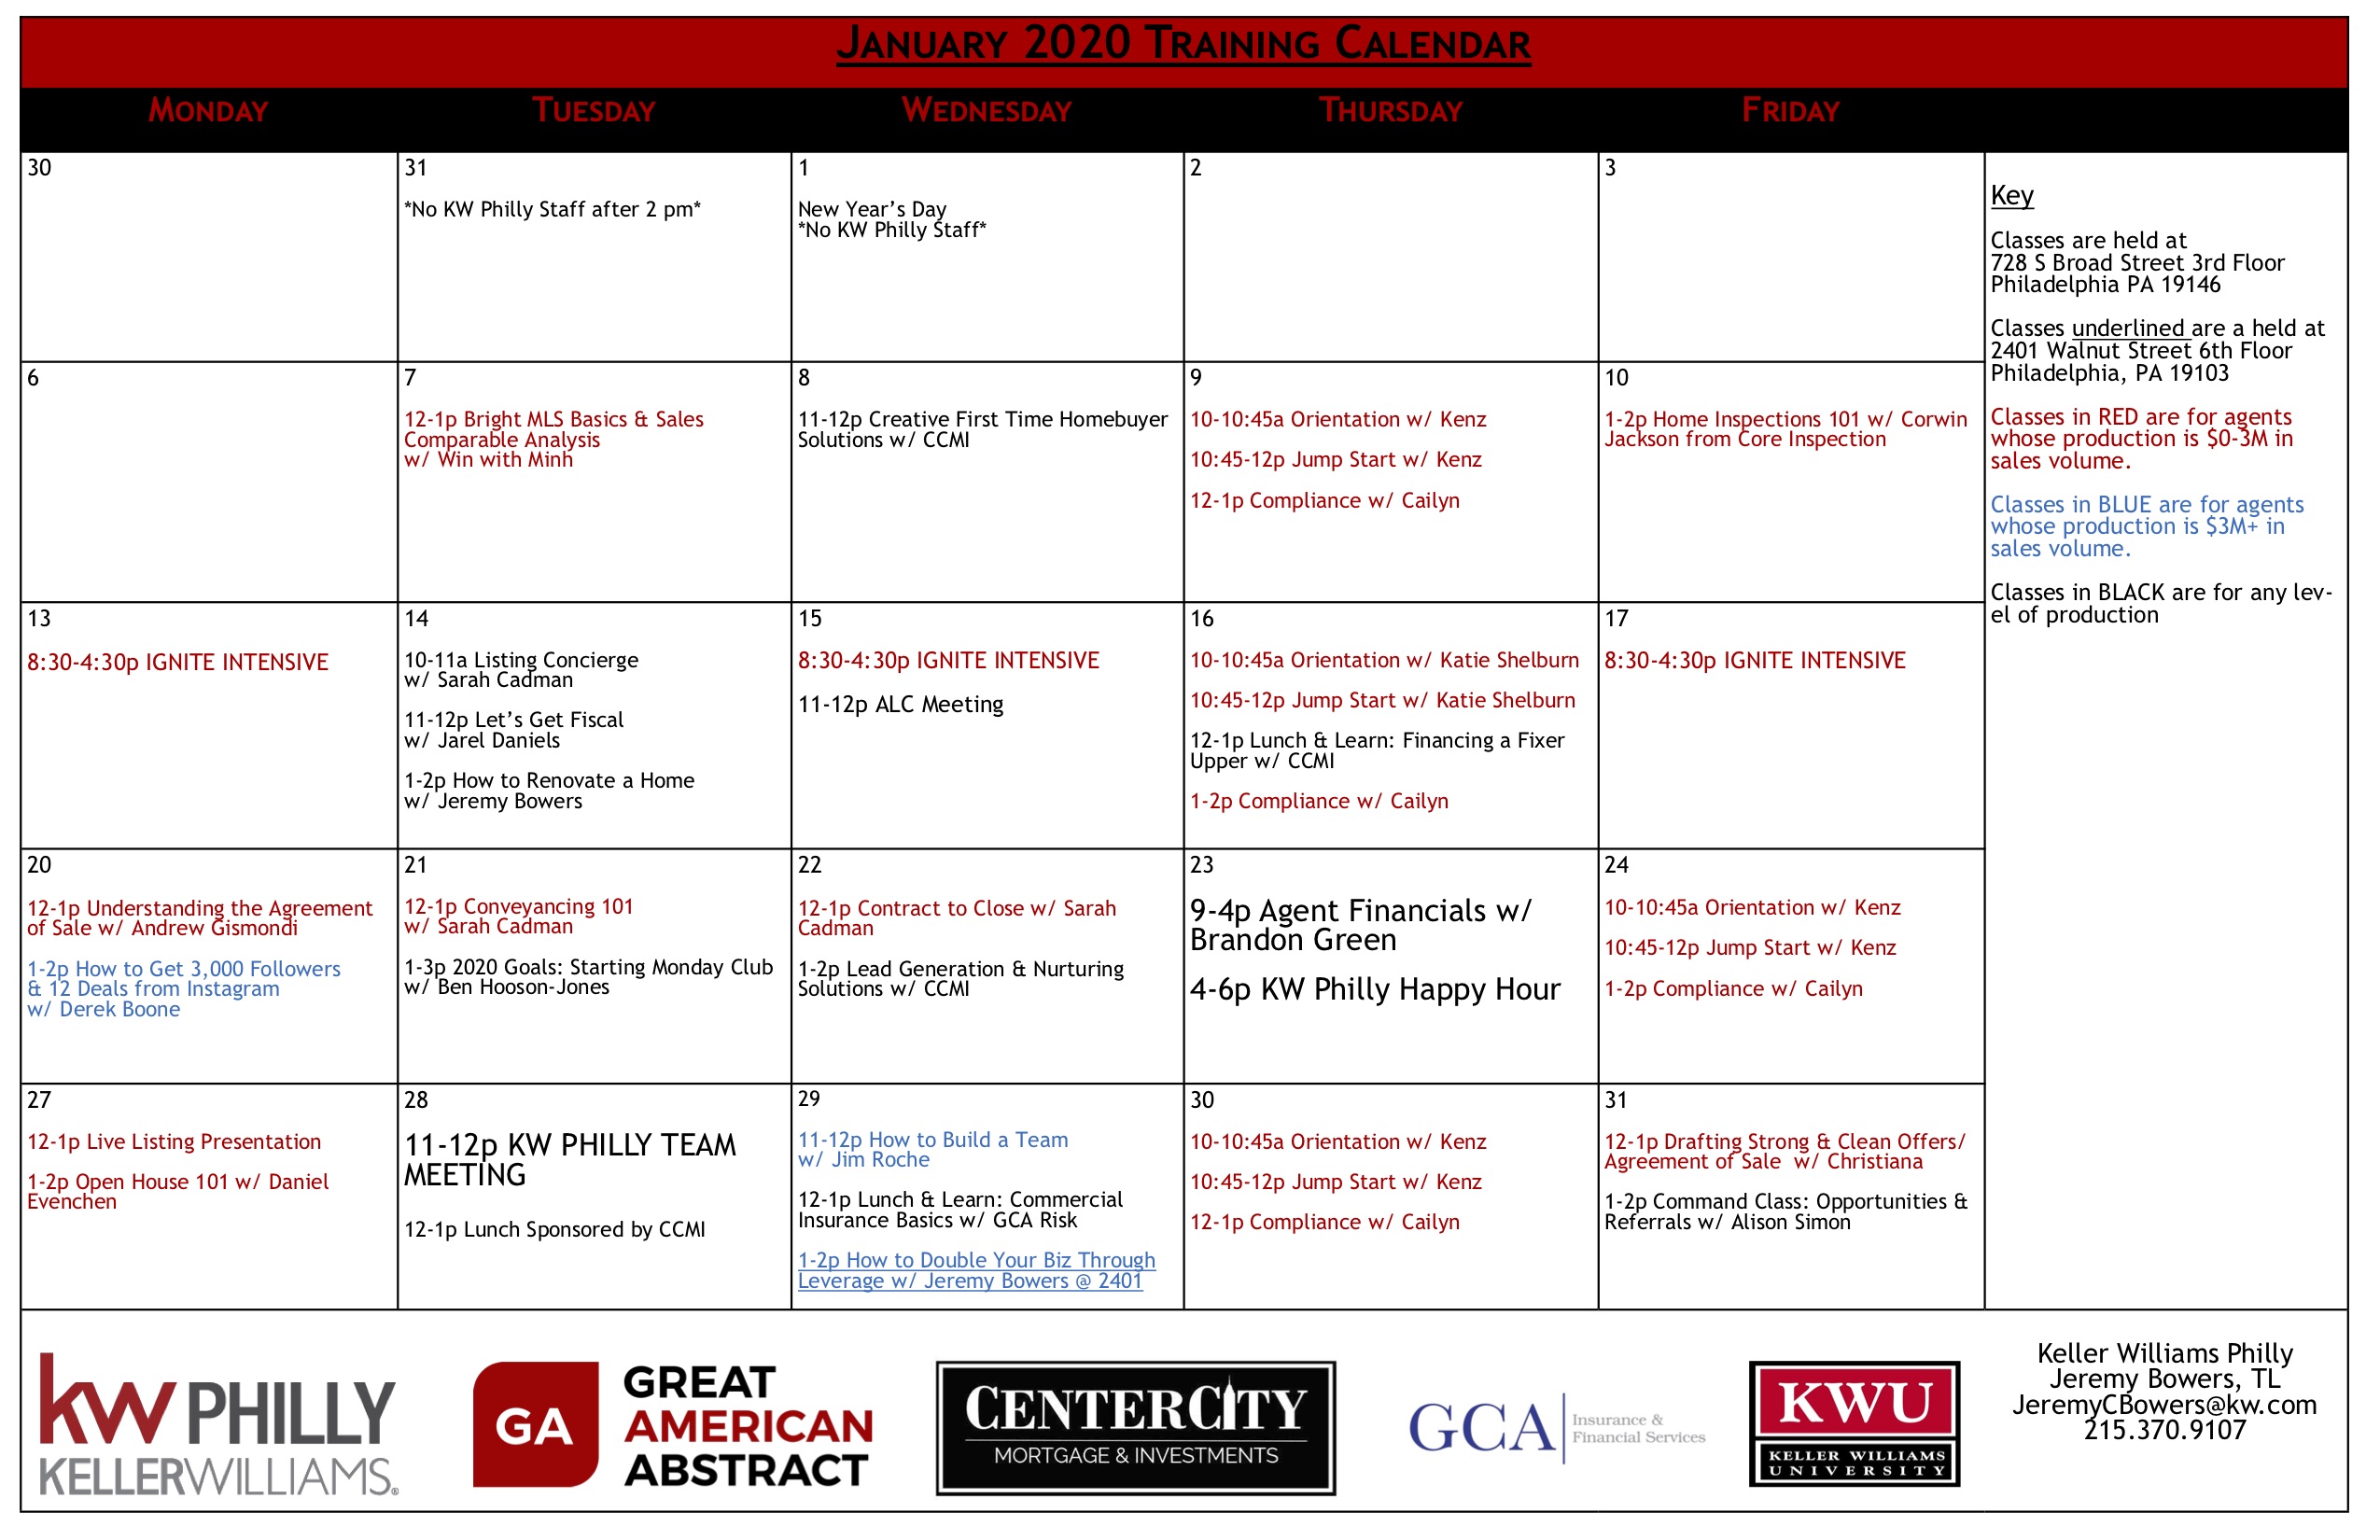 JANUARY 2020 TRAINING CALENDAR
MONDAY
TUESDAY
WEDNESDAY
THURSDAY
FRIDAY
30
31
*No KW Philly Staff after 2 pm*
1
New Year's Day
*No KW Philly Staff*
2
3
Key
Classes are held at
728 S Broad Street 3rd Floor
Philadelphia PA 19146
Classes underlined are a held at
2401 Walnut Street 6th Floor
Philadelphia, PA 19103
Classes in RED are for agents
whose production is $0-3M in
sales volume.
Classes in BLUE are for agents
whose production is $3M+ in
sales volume.
Classes in BLACK are for any lev-
el of production
6
7
12-1p Bright MLS Basics & Sales
Comparable Analysis
w/ Win with Minh
8
11-12p Creative First Time Homebuyer
Solutions w/ CCMI
9
10-10:45a Orientation w/ Kenz
10:45-12p Jump Start w/ Kenz
12-1p Compliance w/ Cailyn
10
1-2p Home Inspections 101 w/ Corwin
Jackson from Core Inspection
13
8:30-4:30p IGNITE INTENSIVE
14
10-11a Listing Concierge
w/ Sarah Cadman
11-12p Let's Get Fiscal
w/ Jarel Daniels
1-2p How to Renovate a Home
w/ Jeremy Bowers
15
8:30-4:30p IGNITE INTENSIVE
11-12p ALC Meeting
16
10-10:45a Orientation w/ Katie Shelburn
10:45-12p Jump Start w/ Katie Shelburn
12-1p Lunch & Learn: Financing a Fixer
Upper w/ CCMI
1-2p Compliance w/ Cailyn
17
8:30-4:30p IGNITE INTENSIVE
20
12-1p Understanding the Agreement
of Sale w/ Andrew Gismondi
1-2p How to Get 3,000 Followers
& 12 Deals from Instagram
w/ Derek Boone
21
12-1p Conveyancing 101
w/ Sarah Cadman
1-3p 2020 Goals: Starting Monday Club
w/ Ben Hooson-Jones
22
12-1p Contract to Close w/ Sarah
Cadman
1-2p Lead Generation & Nurturing
Solutions w/ CCMI
23
9-4p Agent Financials w/
Brandon Green
4-6p KW Philly Happy Hour
24
10-10:45a Orientation w/ Kenz
10:45-12p Jump Start w/ Kenz
1-2p Compliance w/ Cailyn
27
12-1p Live Listing Presentation
1-2p Open House 101 w/ Daniel
Evenchen
28
11-12p KW PHILLY TEAM
MEETING
12-1p Lunch Sponsored by CCMI
29
11-12p How to Build a Team
w/ Jim Roche
12-1p Lunch & Learn: Commercial
Insurance Basics w/ GCA Risk
1-2p How to Double Your Biz Through
Leverage w/ Jeremy Bowers @ 2401
30
10-10:45a Orientation w/ Kenz
10:45-12p Jump Start w/ Kenz
12-1p Compliance w/ Cailyn
31
12-1p Drafting Strong & Clean Offers/
Agreement of Sale  w/ Christiana
1-2p Command Class: Opportunities &
Referrals w/ Alison Simon
kw PHILLY
KELLERWILLIAMS®
GA
GREAT
AMERICAN
ABSTRACT
CENTERCITY
MORTGAGE & INVESTMENTS
GCA
Insurance &
Financial Services
KWU
KELLER WILLIAMS
UNIVERSITY
Keller Williams Philly
Jeremy Bowers, TL
JeremyCBowers@kw.com
215.370.9107